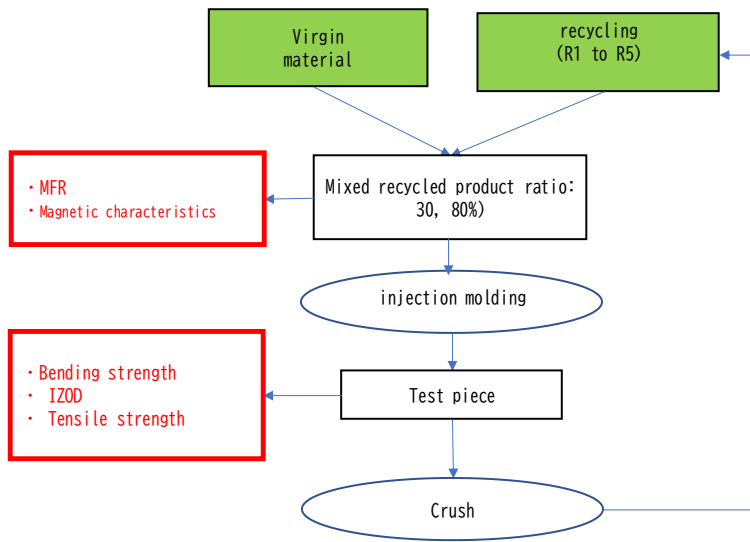 Virgin
material
recycling
(R1 to R5)
Mixed recycled product ratio:
30, 80%)
・MFR
・Magnetic characteristics
injection molding
・Bending strength
・ IZOD
・ Tensile strength
Test piece
Crush